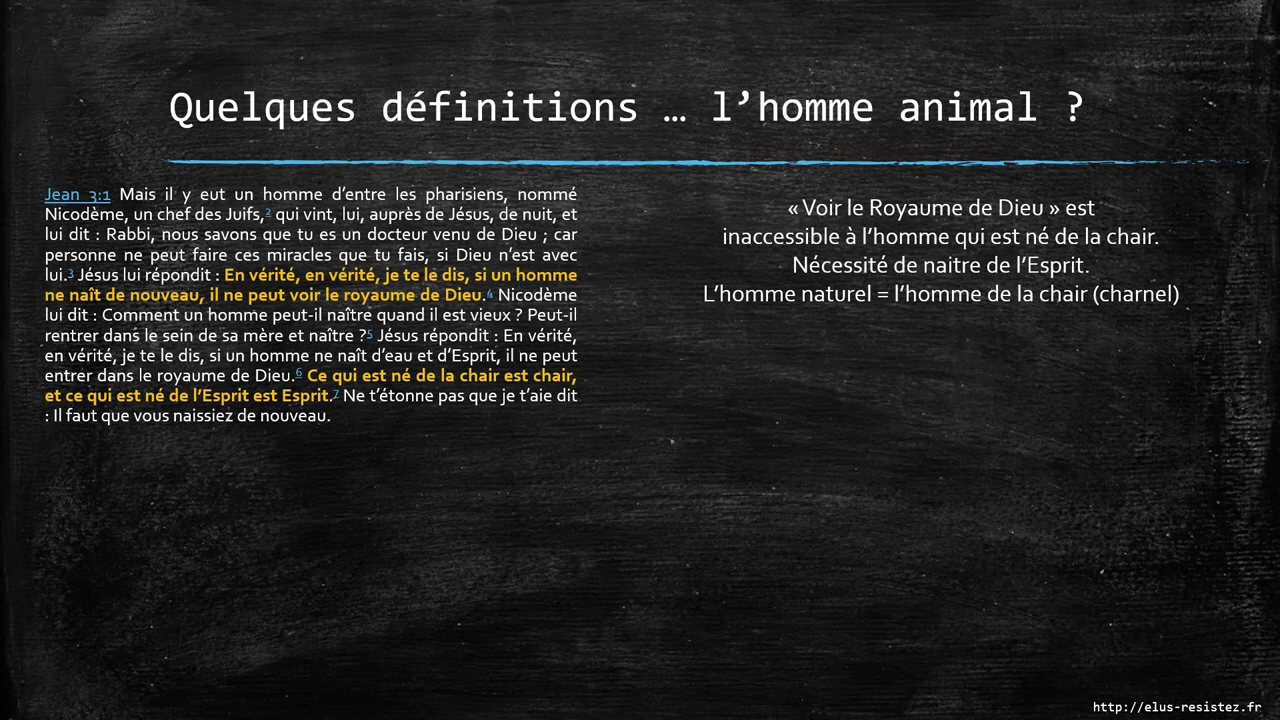 Quelques définitions … l’homme animal ?
Jean 3:1 Mais il y eut un homme d’entre les pharisiens, nommé
Nicodème, un chef des Juifs,2 qui vint, lui, auprès de Jésus, de nuit, et
lui dit : Rabbi, nous savons que tu es un docteur venu de Dieu ; car
personne ne peut faire ces miracles que tu fais, si Dieu n’est avec
lui.3 Jésus lui répondit : En vérité, en vérité, je te le dis, si un homme
ne naît de nouveau, il ne peut voir le royaume de Dieu.4 Nicodème
lui dit : Comment un homme peut-il naître quand il est vieux ? Peut-il
rentrer dans le sein de sa mère et naître ?5 Jésus répondit : En vérité,
en vérité, je te le dis, si un homme ne naît d’eau et d’Esprit, il ne peut
entrer dans le royaume de Dieu.6 Ce qui est né de la chair est chair,
et ce qui est né de l’Esprit est Esprit.7 Ne t’étonne pas que je t’aie dit
: Il faut que vous naissiez de nouveau.
« Voir le Royaume de Dieu » est
inaccessible à l’homme qui est né de la chair.
Nécessité de naitre de l’Esprit.
L’homme naturel = l’homme de la chair (charnel)
http://elus-resistez.fr